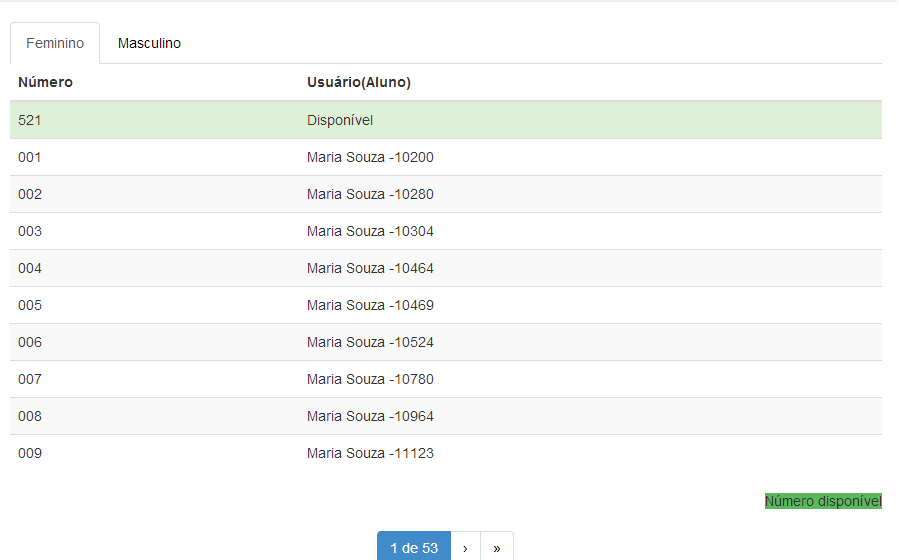 Feminino Masculino
Número Usuário(Aluno)
521 Disponível
001 Maria Souza -10200
002 Maria Souza -10280
003 Maria Souza -10304
004 Maria Souza -10464
005 Maria Souza -10469
006 Maria Souza -10524
007 Maria Souza -10780
008 Maria Souza -10964
009 Maria Souza -11123
Número disponível
1 de 53 › »